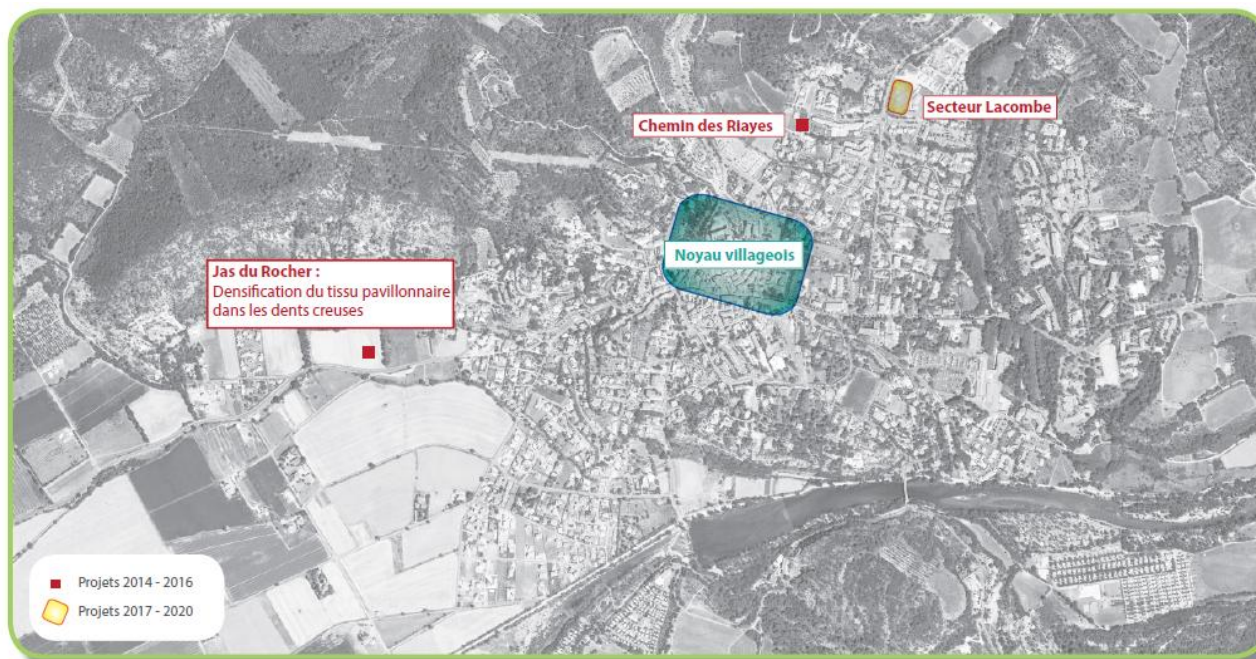 Chemin des Riayes
Secteur Lacombe
Noyau villageois
Jas du Rocher :
Densification du tissu pavillonnaire
dans les dents creuses
Projets 2014 - 2016
Projets 2017 - 2020